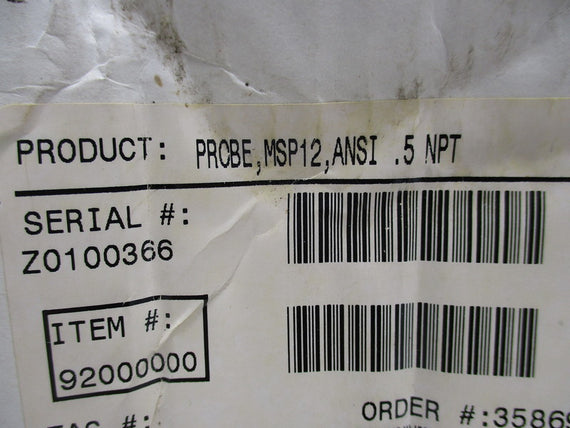 PRODUCT: PROBE,MSP12,ANSI .5 NPT
SERIAL #:
Z0100366
ITEM #:
92000000
ORDER #:3586